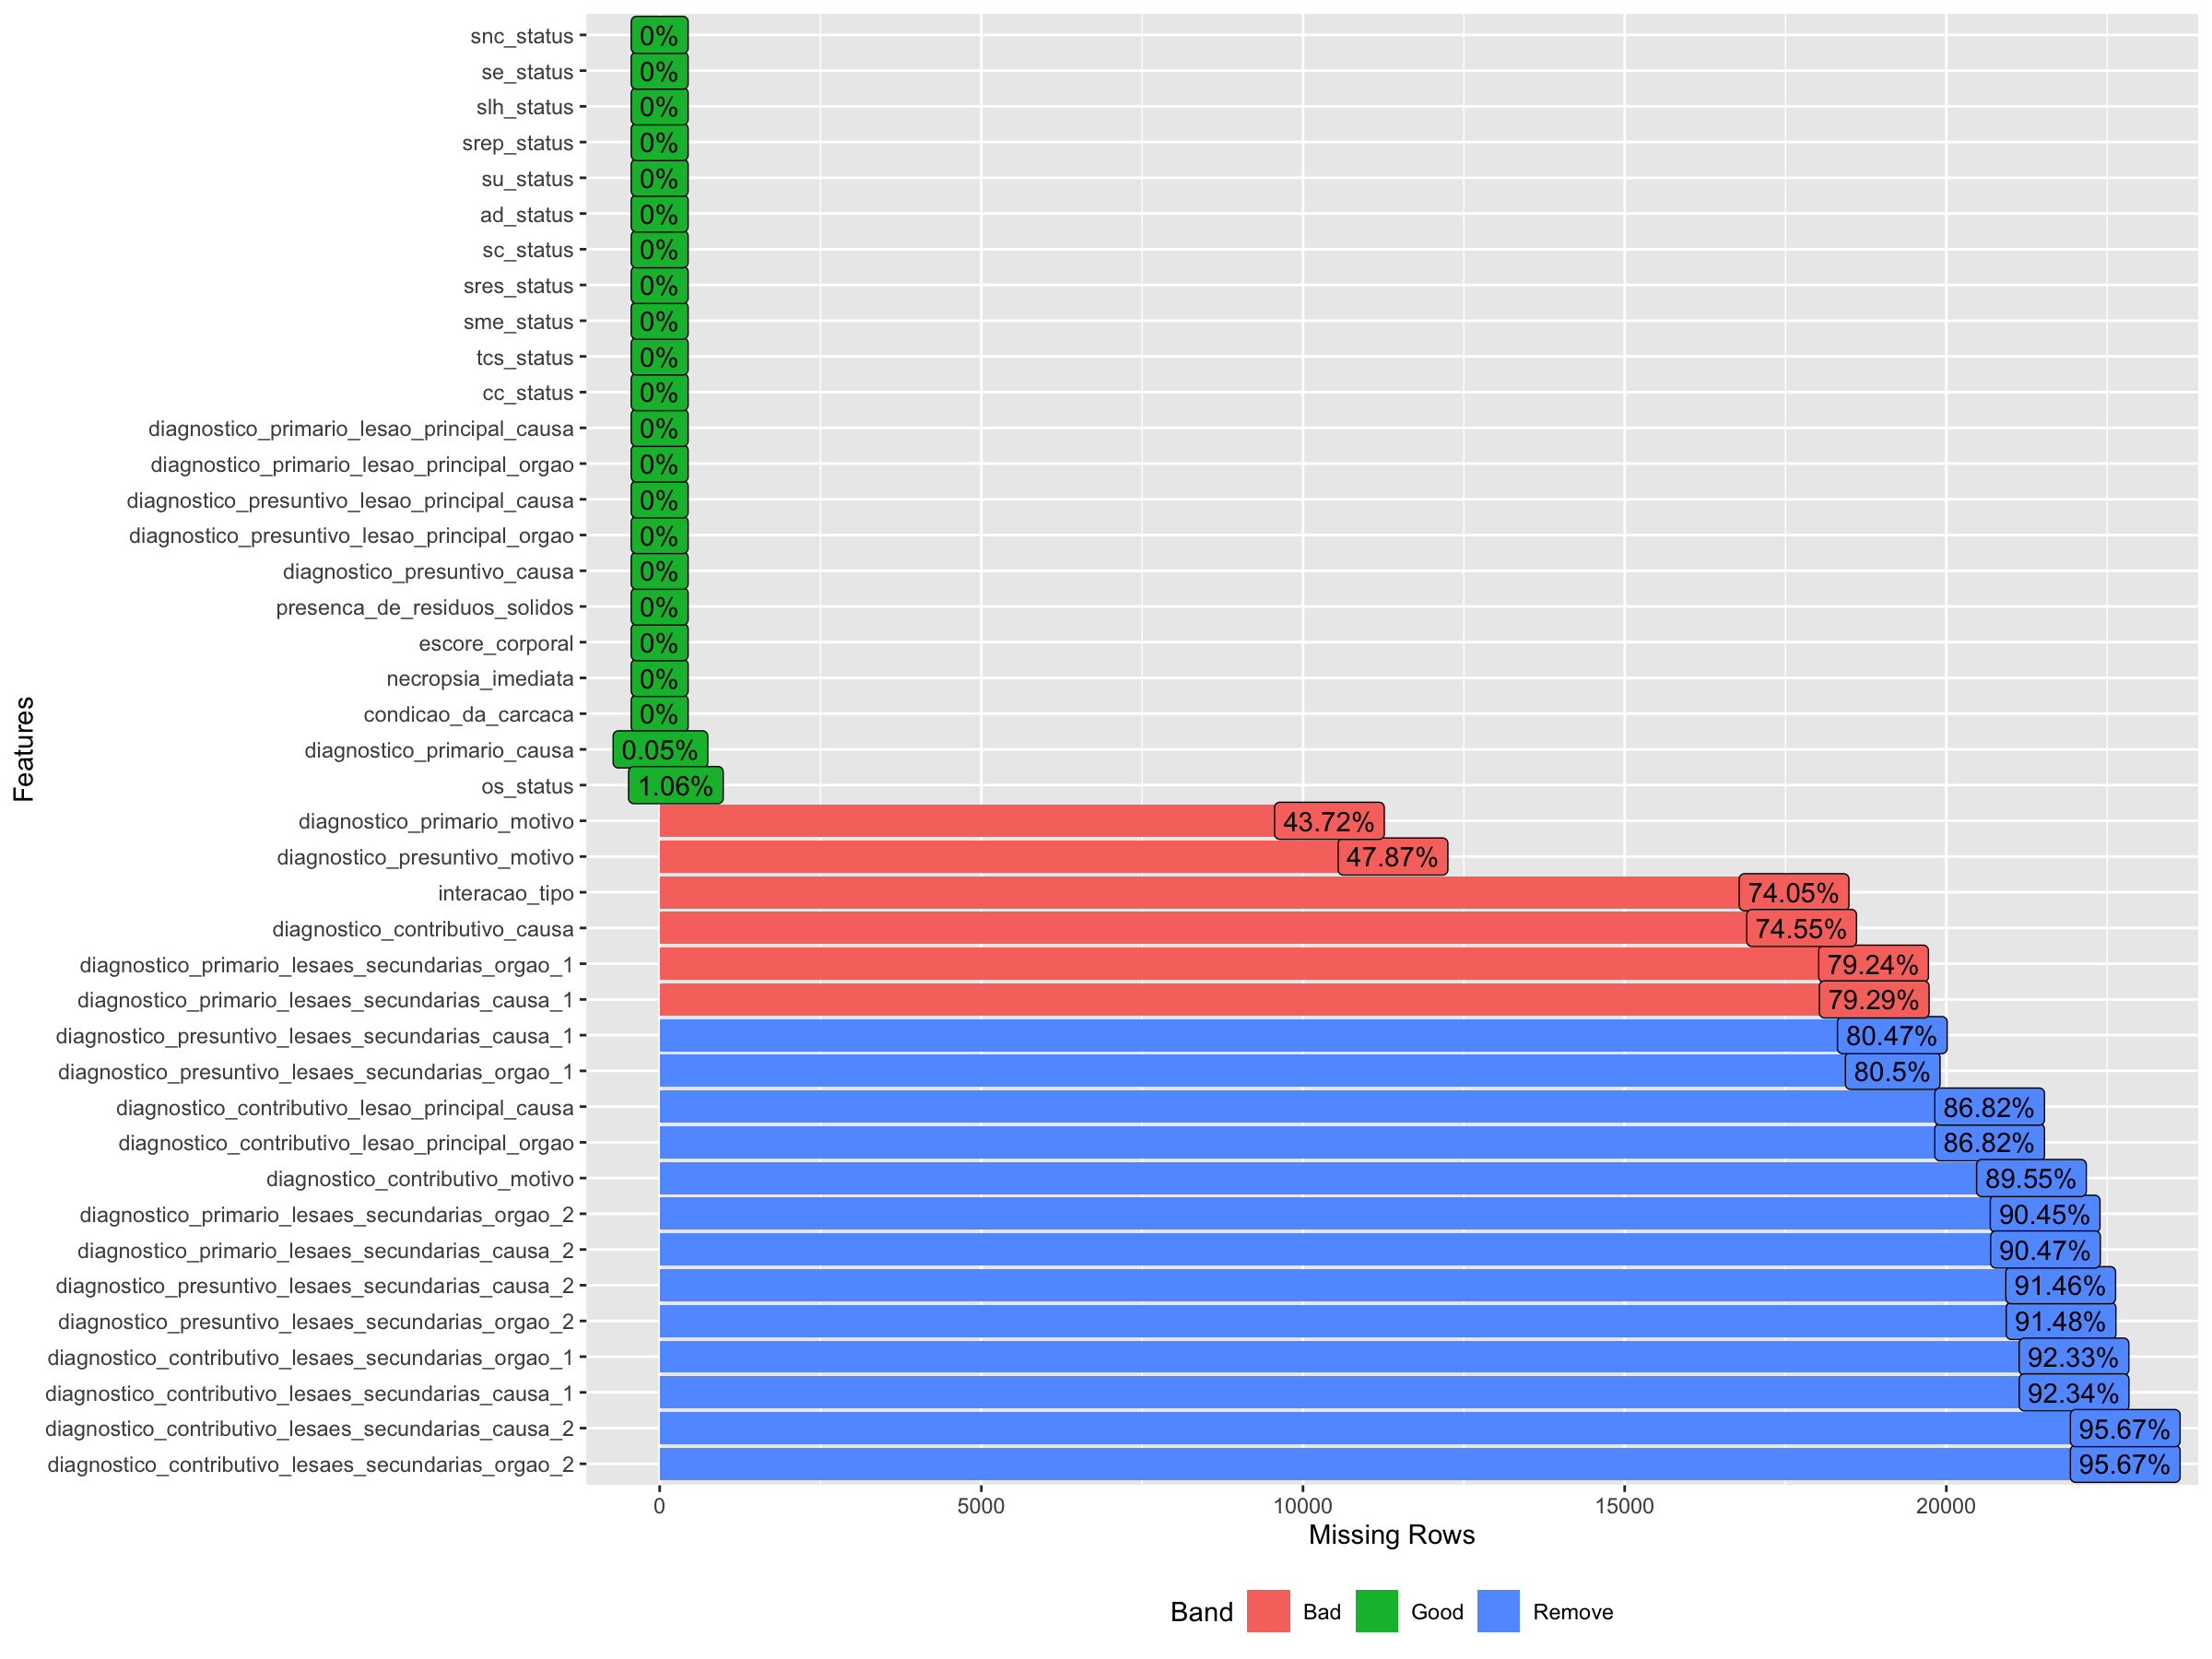 Features
snc_status 0%
se_status 0%
slh_status 0%
srep_status 0%
su_status 0%
ad_status 0%
sc_status 0%
sres_status 0%
sme_status 0%
tcs_status 0%
cc_status 0%
diagnostico_primario_lesao_principal_causa 0%
diagnostico_primario_lesao_principal_orgao 0%
diagnostico_presuntivo_lesao_principal_causa 0%
diagnostico_presuntivo_lesao_principal_orgao 0%
diagnostico_presuntivo_causa 0%
presenca_de_residuos_solidos 0%
escore_corporal 0%
necropsia_imediata 0%
condicao_da_carcaca 0%
diagnostico_primario_causa 0.05%
os_status 1.06%
diagnostico_primario_motivo 43.72%
diagnostico_presuntivo_motivo 47.87%
interacao_tipo 74.05%
diagnostico_contributivo_causa 74.55%
diagnostico_primario_lesaes_secundarias_orgao_1 79.24%
diagnostico_primario_lesaes_secundarias_causa_1 79.29%
diagnostico_presuntivo_lesaes_secundarias_causa_1 80.47%
diagnostico_presuntivo_lesaes_secundarias_orgao_1 80.5%
diagnostico_contributivo_lesao_principal_causa 86.82%
diagnostico_contributivo_lesao_principal_orgao 86.82%
diagnostico_contributivo_motivo 89.55%
diagnostico_primario_lesaes_secundarias_orgao_2 90.45%
diagnostico_primario_lesaes_secundarias_causa_2 90.47%
diagnostico_presuntivo_lesaes_secundarias_causa_2 91.46%
diagnostico_presuntivo_lesaes_secundarias_orgao_2 91.48%
diagnostico_contributivo_lesaes_secundarias_orgao_1 92.33%
diagnostico_contributivo_lesaes_secundarias_causa_1 92.34%
diagnostico_contributivo_lesaes_secundarias_causa_2 95.67%
diagnostico_contributivo_lesaes_secundarias_orgao_2 95.67%
0 5000 10000 15000 20000
Missing Rows
Band Bad Good Remove